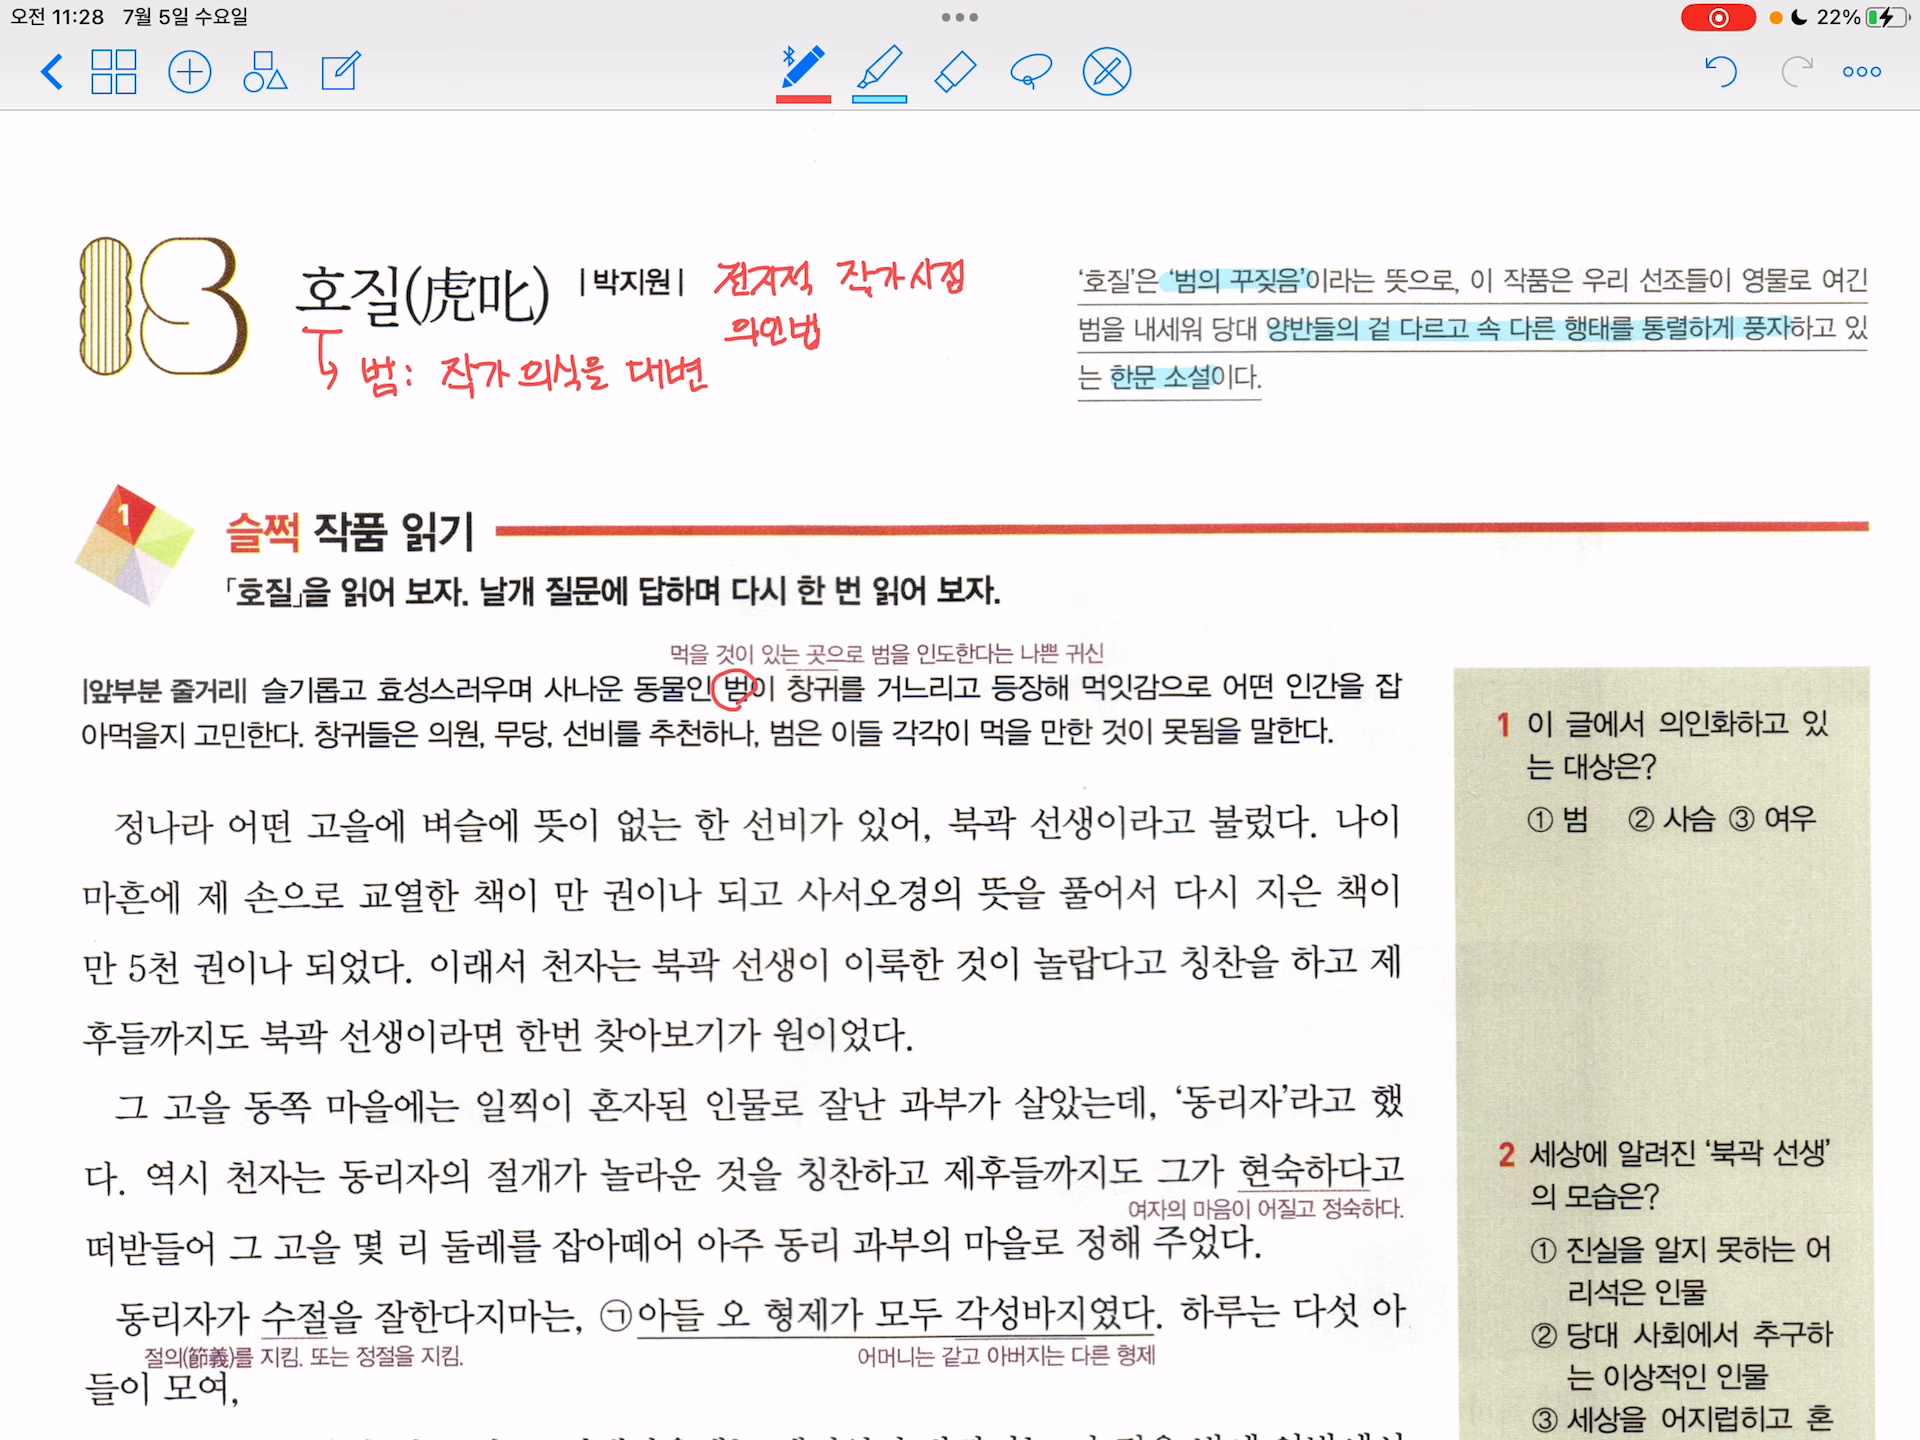 오전 11:28 7월 5일 수요일
22%
13
호질(虎叱) |박지원| 전지적 작가시점
의인법
범: 작가 의식을 대변
‘호질’은 ‘범의 꾸짖음’이라는 뜻으로, 이 작품은 우리 선조들이 영물로 여긴
범을 내세워 당대 양반들의 겉 다르고 속 다른 행태를 통렬하게 풍자하고 있
는 한문 소설이다.
1
슬쩍 작품 읽기
「호질」을 읽어 보자. 날개 질문에 답하며 다시 한 번 읽어 보자.
먹을 것이 있는 곳으로 범을 인도한다는 나쁜 귀신
|앞부분 줄거리| 슬기롭고 효성스러우며 사나운 동물인 범이 창귀를 거느리고 등장해 먹잇감으로 어떤 인간을 잡
아먹을지 고민한다. 창귀들은 의원, 무당, 선비를 추천하나, 범은 이들 각각이 먹을 만한 것이 못됨을 말한다.
정나라 어떤 고을에 벼슬에 뜻이 없는 한 선비가 있어, 북곽 선생이라고 불렀다. 나이
마흔에 제 손으로 교열한 책이 만 권이나 되고 사서오경의 뜻을 풀어서 다시 지은 책이
만 5천 권이나 되었다. 이래서 천자는 북곽 선생이 이룩한 것이 놀랍다고 칭찬을 하고 제
후들까지도 북곽 선생이라면 한번 찾아보기가 원이었다.
그 고을 동쪽 마을에는 일찍이 혼자된 인물로 잘난 과부가 살았는데, ‘동리자’라고 했
다. 역시 천자는 동리자의 절개가 놀라운 것을 칭찬하고 제후들까지도 그가 현숙하다고
여자의 마음이 어질고 정숙하다.
떠받들어 그 고을 몇 리 둘레를 잡아떼어 아주 동리 과부의 마을로 정해 주었다.
동리자가 수절을 잘한다지마는, ㉠아들 오 형제가 모두 각성바지였다. 하루는 다섯 아
절의(節義)를 지킴. 또는 정절을 지킴.
어머니는 같고 아버지는 다른 형제
들이 모여,
1 이 글에서 의인화하고 있
는 대상은?
① 범 ② 사슴 ③ 여우
2 세상에 알려진 ‘북곽 선생’
의 모습은?
① 진실을 알지 못하는 어
리석은 인물
② 당대 사회에서 추구하
는 이상적인 인물
③ 세상을 어지럽히고 혼